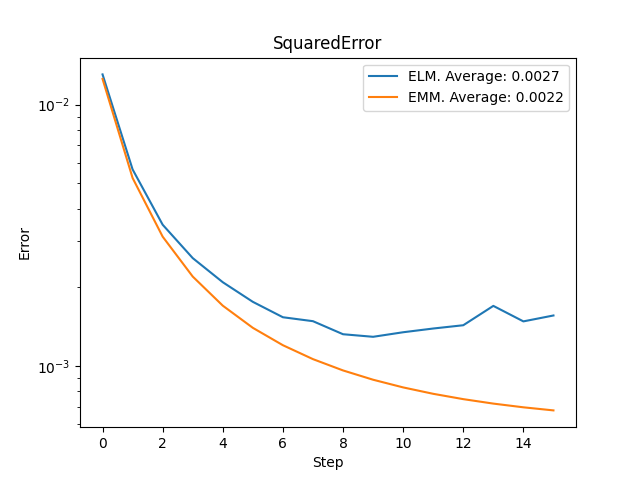 SquaredError
ELM. Average: 0.0027
EMM. Average: 0.0022
10⁻²
10⁻³
Error
0 2 4 6 8 10 12 14
Step